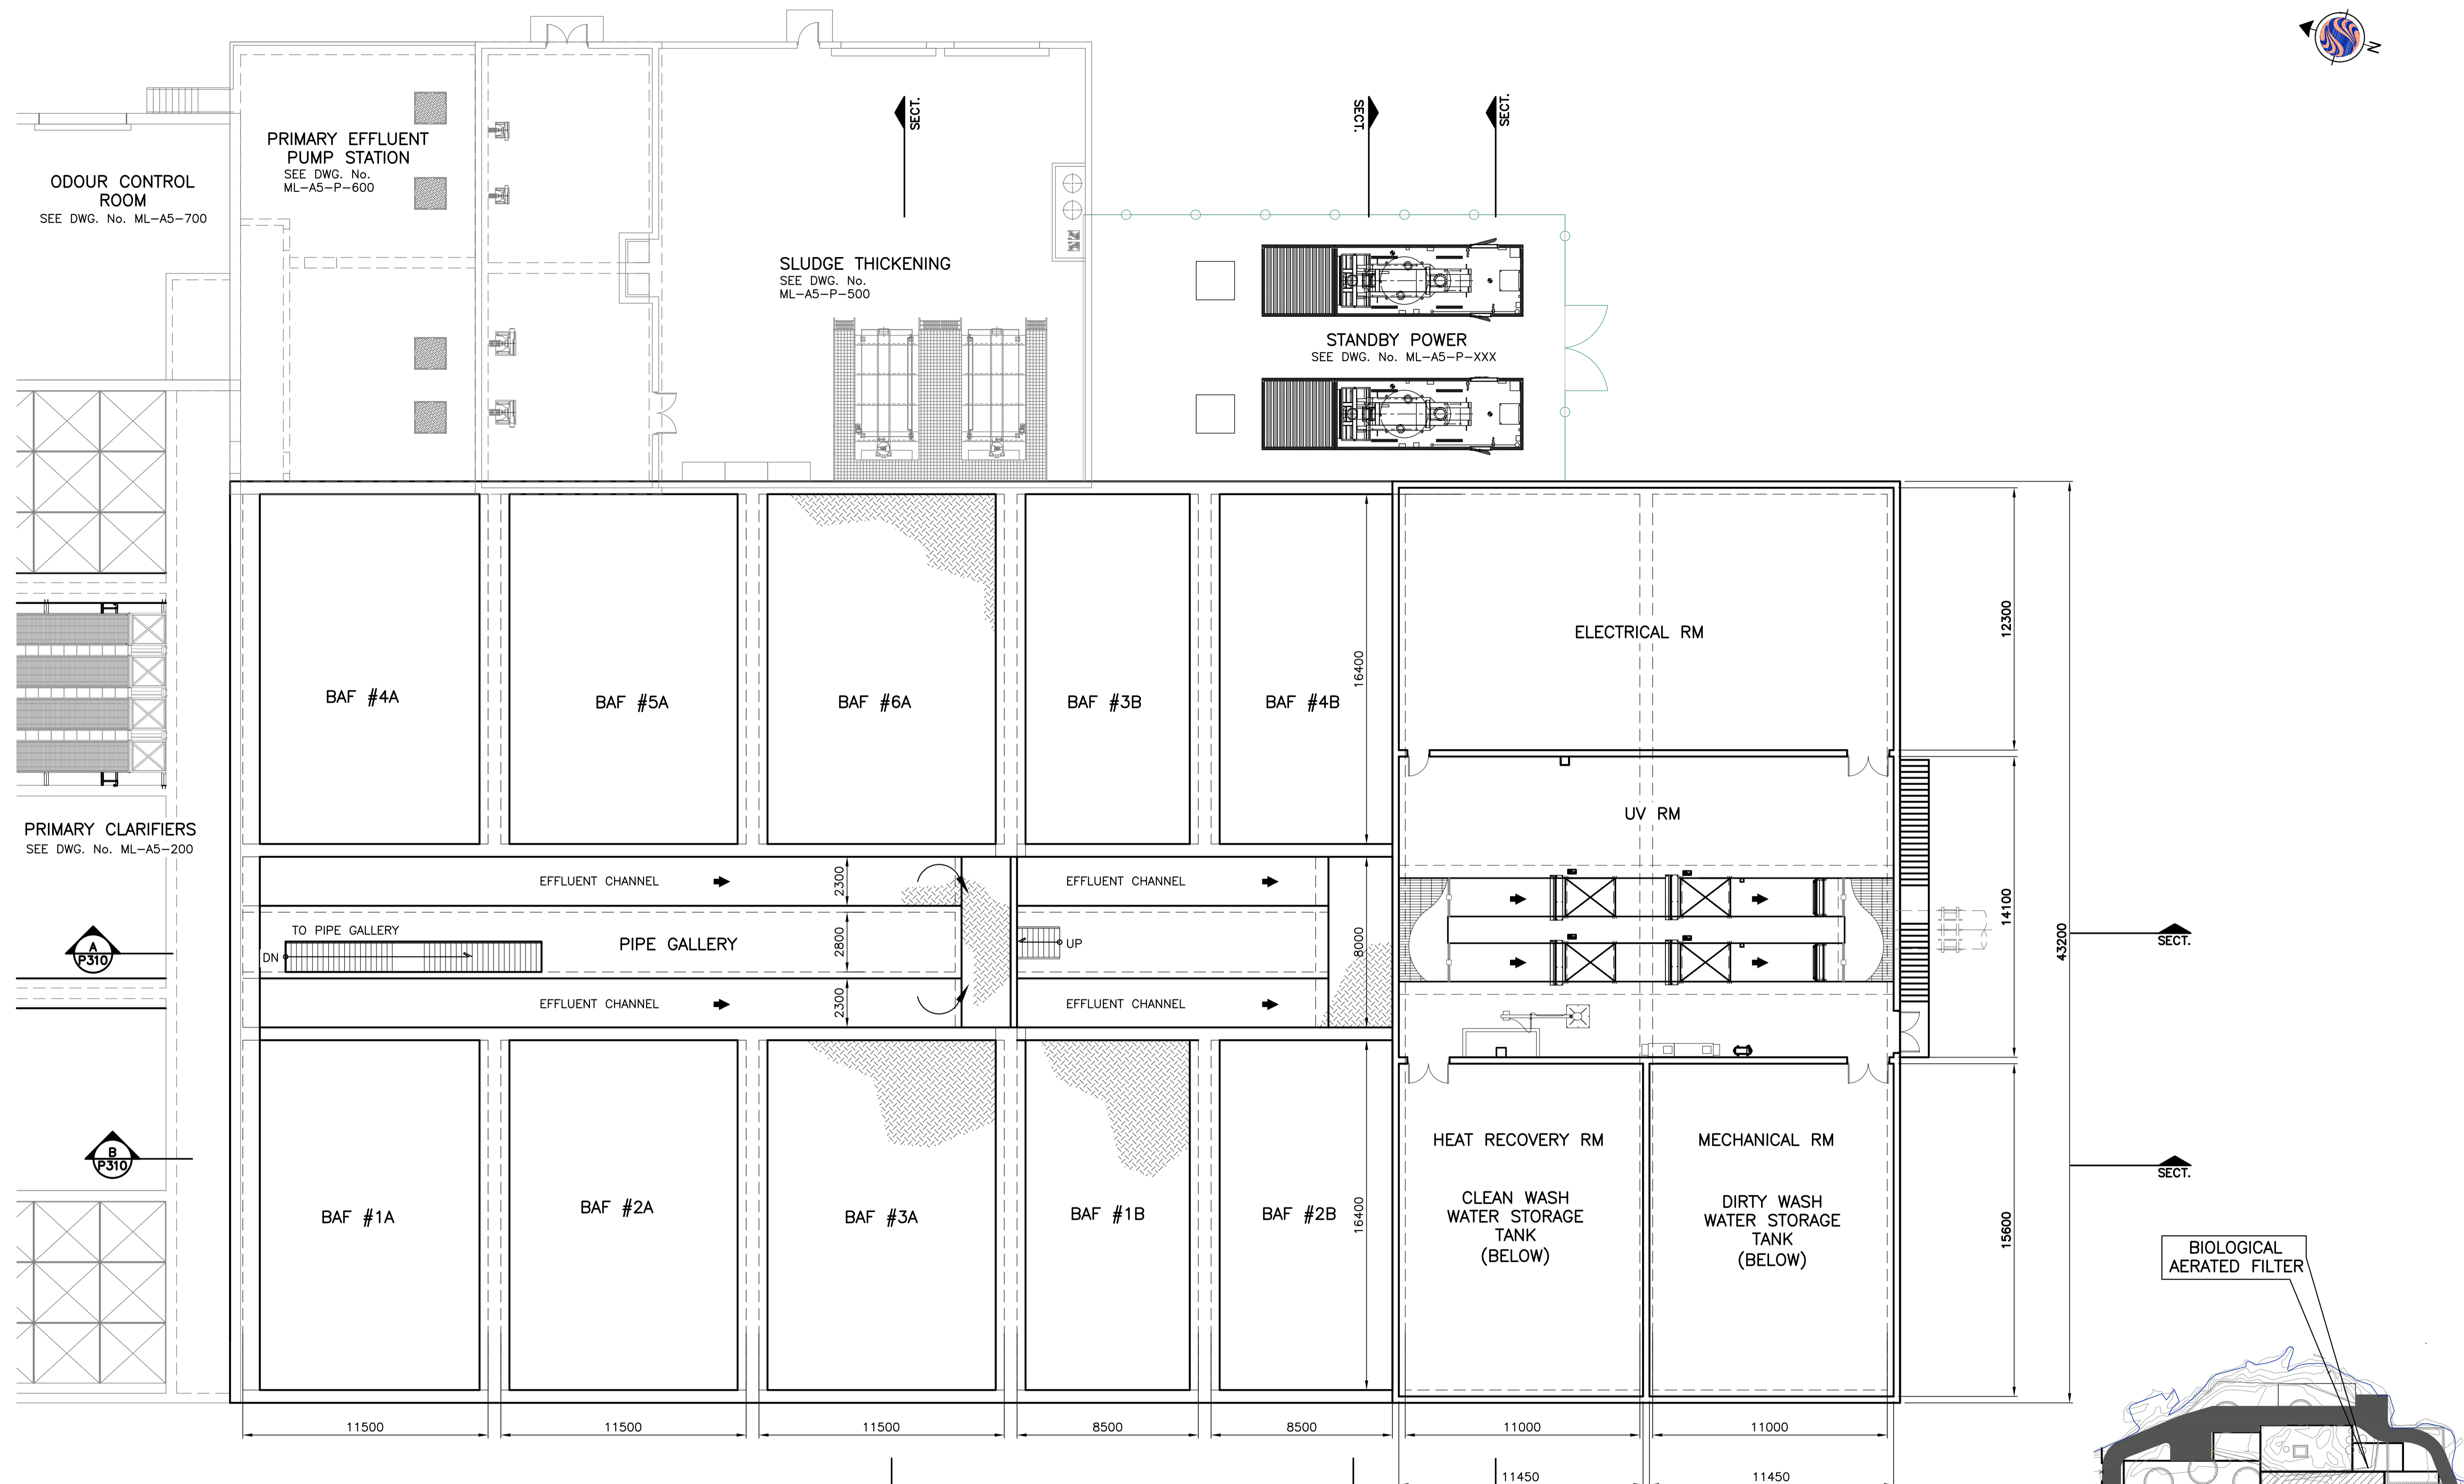 N
SECT.
SECT.
SECT.
PRIMARY EFFLUENT
PUMP STATION
SEE DWG. No.
ML-A5-P-600
ODOUR CONTROL
ROOM
SEE DWG. No. ML-A5-700
SLUDGE THICKENING
SEE DWG. No.
ML-A5-P-500
STANDBY POWER
SEE DWG. No. ML-A5-P-XXX
BAF #4A
BAF #5A
BAF #6A
BAF #3B
BAF #4B
16400
ELECTRICAL RM
12300
UV RM
PRIMARY CLARIFIERS
SEE DWG. No. ML-A5-200
EFFLUENT CHANNEL
2300
EFFLUENT CHANNEL
TO PIPE GALLERY
DN
PIPE GALLERY
2800
UP
8000
14100
43200
SECT.
A
P310
EFFLUENT CHANNEL
2300
EFFLUENT CHANNEL
B
P310
SECT.
BAF #1A
BAF #2A
BAF #3A
BAF #1B
BAF #2B
16400
HEAT RECOVERY RM
CLEAN WASH
WATER STORAGE
TANK
(BELOW)
MECHANICAL RM
DIRTY WASH
WATER STORAGE
TANK
(BELOW)
15600
BIOLOGICAL
AERATED FILTER
11500
11500
11500
8500
8500
11000
11000
11450
11450